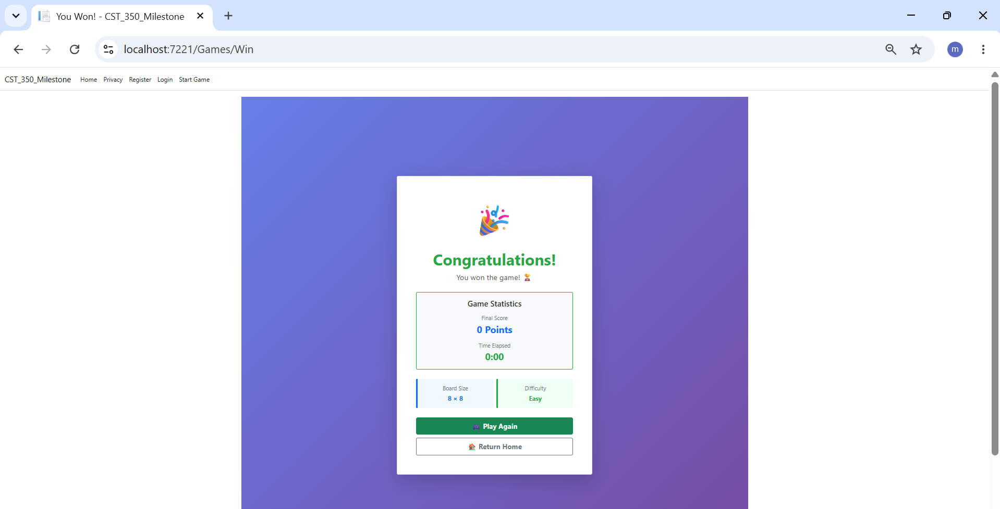 You Won! - CST_350_Milestone
localhost:7221/Games/Win
m
CST_350_Milestone Home Privacy Register Login Start Game
Congratulations!
You won the game! 🏆
Game Statistics
Final Score
0 Points
Time Elapsed
0:00
Board Size
8 × 8
Difficulty
Easy
🎮 Play Again
🏠 Return Home